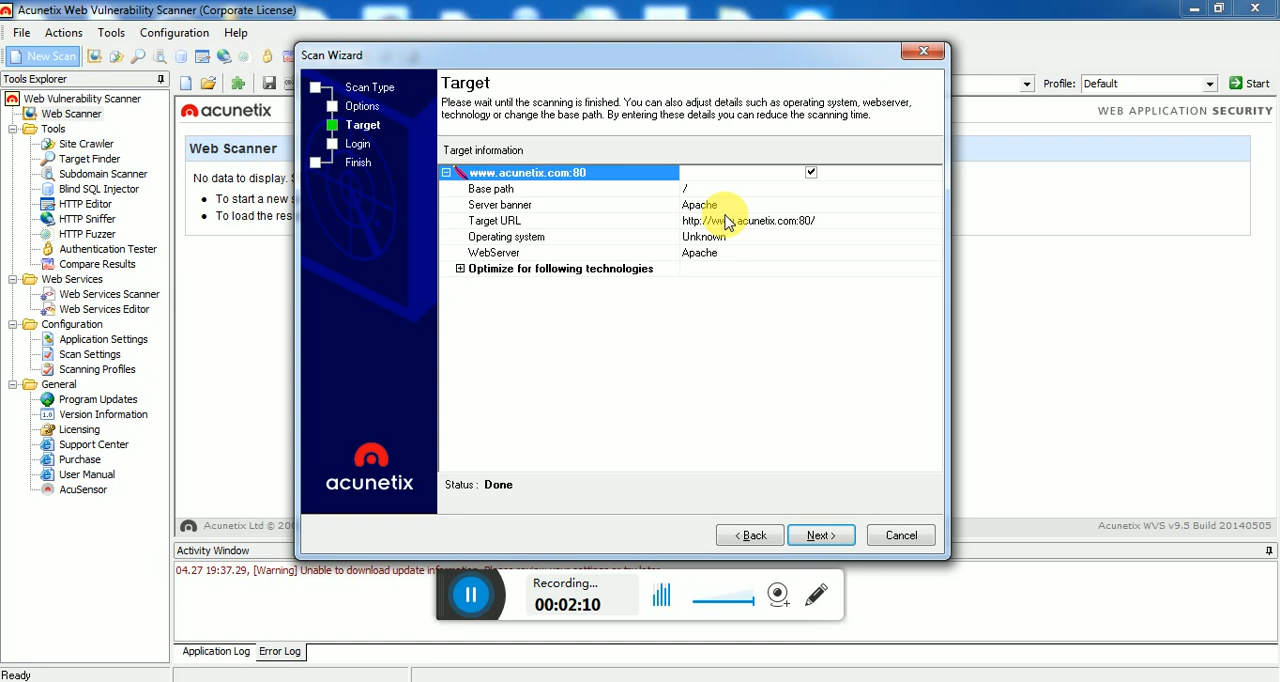 Acunetix Web Vulnerability Scanner (Corporate License)
File Actions Tools Configuration Help
New Scan
Tools Explorer
Web Vulnerability Scanner
Web Scanner
Tools
Site Crawler
Target Finder
Subdomain Scanner
Blind SQL Injector
HTTP Editor
HTTP Sniffer
HTTP Fuzzer
Authentication Tester
Compare Results
Web Services
Web Services Scanner
Web Services Editor
Configuration
Application Settings
Scan Settings
Scanning Profiles
General
Program Updates
Version Information
Licensing
Support Center
Purchase
User Manual
AcuSensor
Profile: Default Start
acunetix WEB APPLICATION SECURITY
Web Scanner
No data to display.
To start a new
To load the
Acunetix Ltd ©
Acunetix WVS v9.5 Build 20140505
Scan Wizard
Scan Type
Options
Target
Login
Finish
acunetix
Target
Please wait until the scanning is finished. You can also adjust details such as operating system, webserver,
technology or change the base path. By entering these details you can reduce the scanning time.
Target information
www.acunetix.com:80
Base path /
Server banner Apache
Target URL http://www.acunetix.com:80/
Operating system Unknown
WebServer Apache
Optimize for following technologies
Status : Done
< Back Next > Cancel
Activity Window
04.27 19:37.29, [Warning] Unable to download update information. Please review your settings or try later.
Recording...
00:02:10
Application Log Error Log
Ready